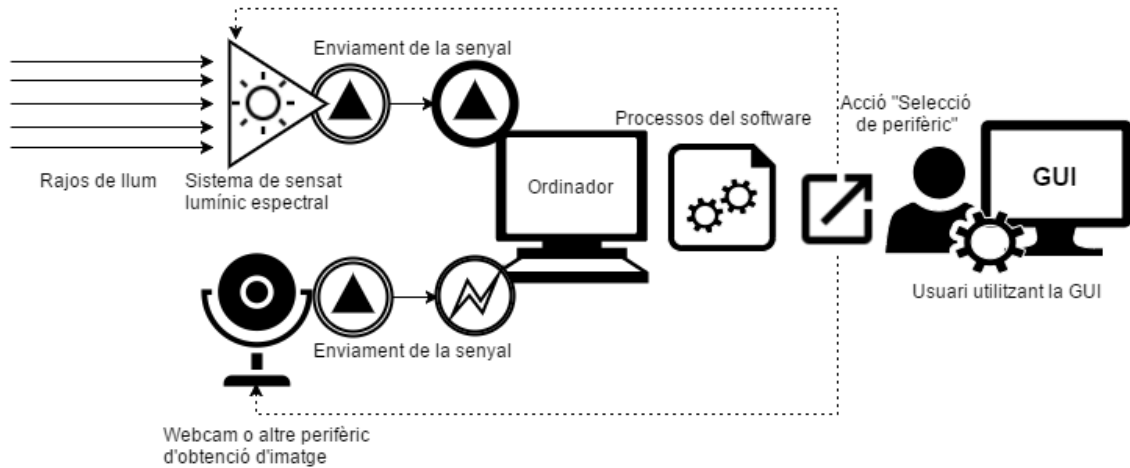 Enviament de la senyal
Rajos de llum
Sistema de sensat
lumínic espectral
Ordinador
Processos del software
Acció "Selecció
de perifèric"
GUI
Usuari utilitzant la GUI
Enviament de la senyal
Webcam o altre perifèric
d'obtenció d'imatge